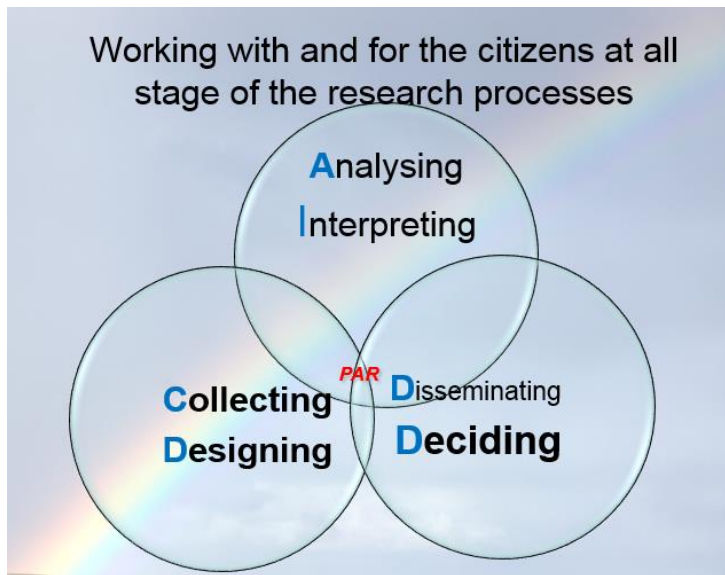 Working with and for the citizens at all
stage of the research processes
Analysing
Interpreting
PAR
Collecting
Designing
Disseminating
Deciding